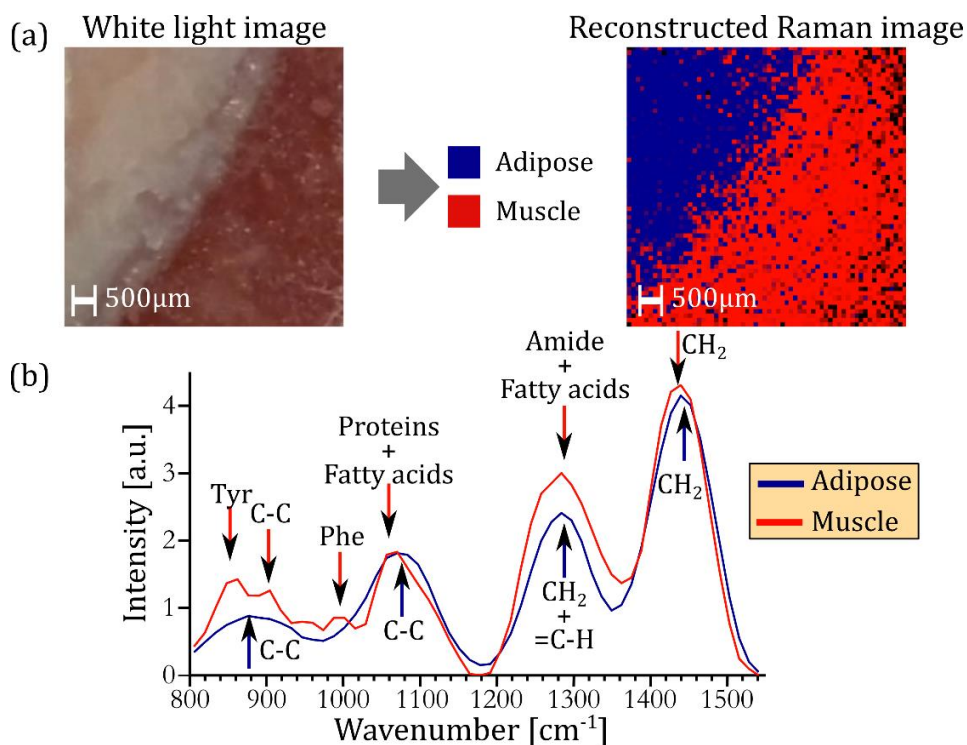 (a)
White light image
Reconstructed Raman image
Adipose
Muscle
500μm
500μm
(b)
Amide
+
Fatty acids
CH₂
Proteins
+
Fatty acids
Tyr
C-C
Phe
C-C
C-C
CH₂
+
=C-H
CH₂
Adipose
Muscle
Intensity [a.u.]
4
3
2
1
0
800 900 1000 1100 1200 1300 1400 1500
Wavenumber [cm⁻¹]